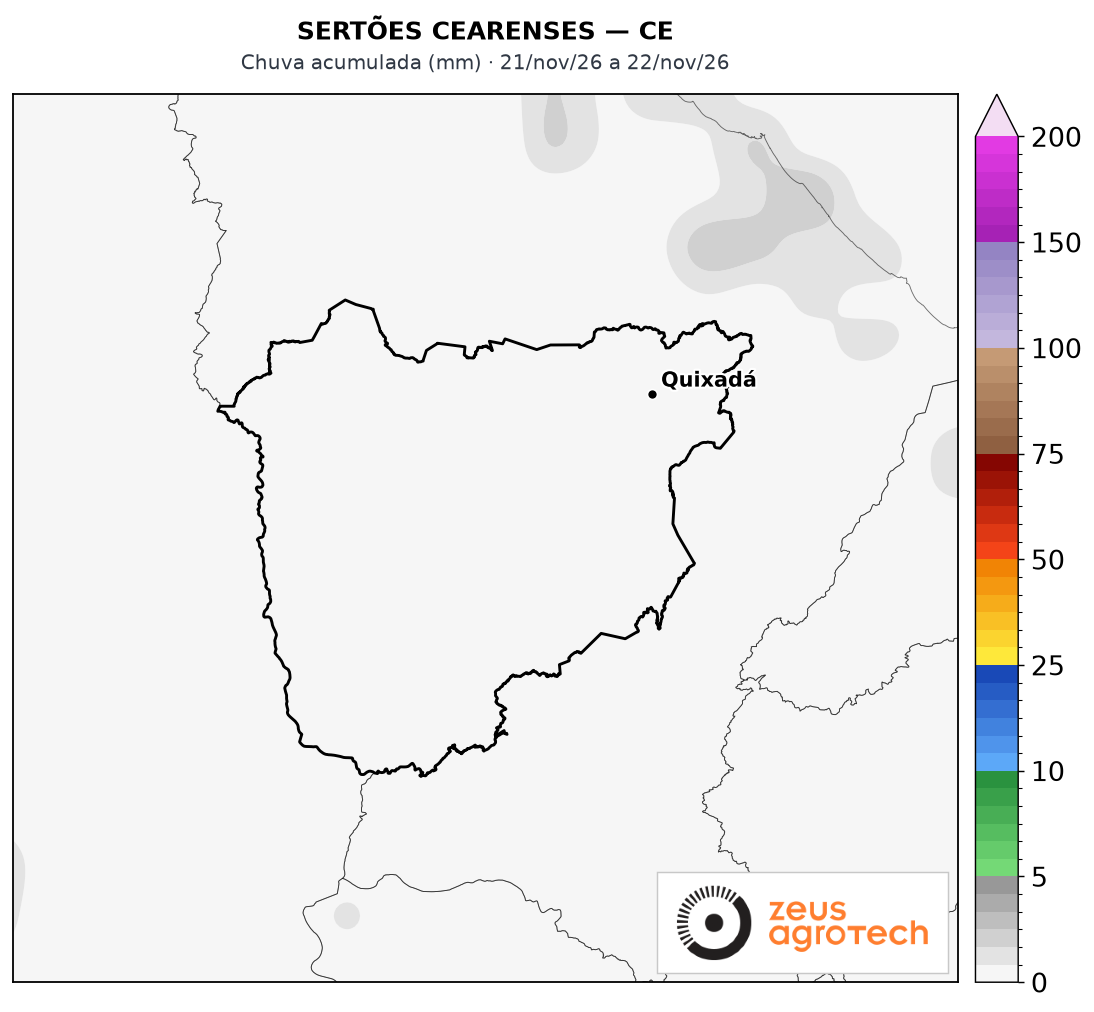 SERTÕES CEARENSES — CE
Chuva acumulada (mm) · 21/nov/26 a 22/nov/26
200
150
100
75
50
25
10
5
0
Quixadá
zeus
agrotech